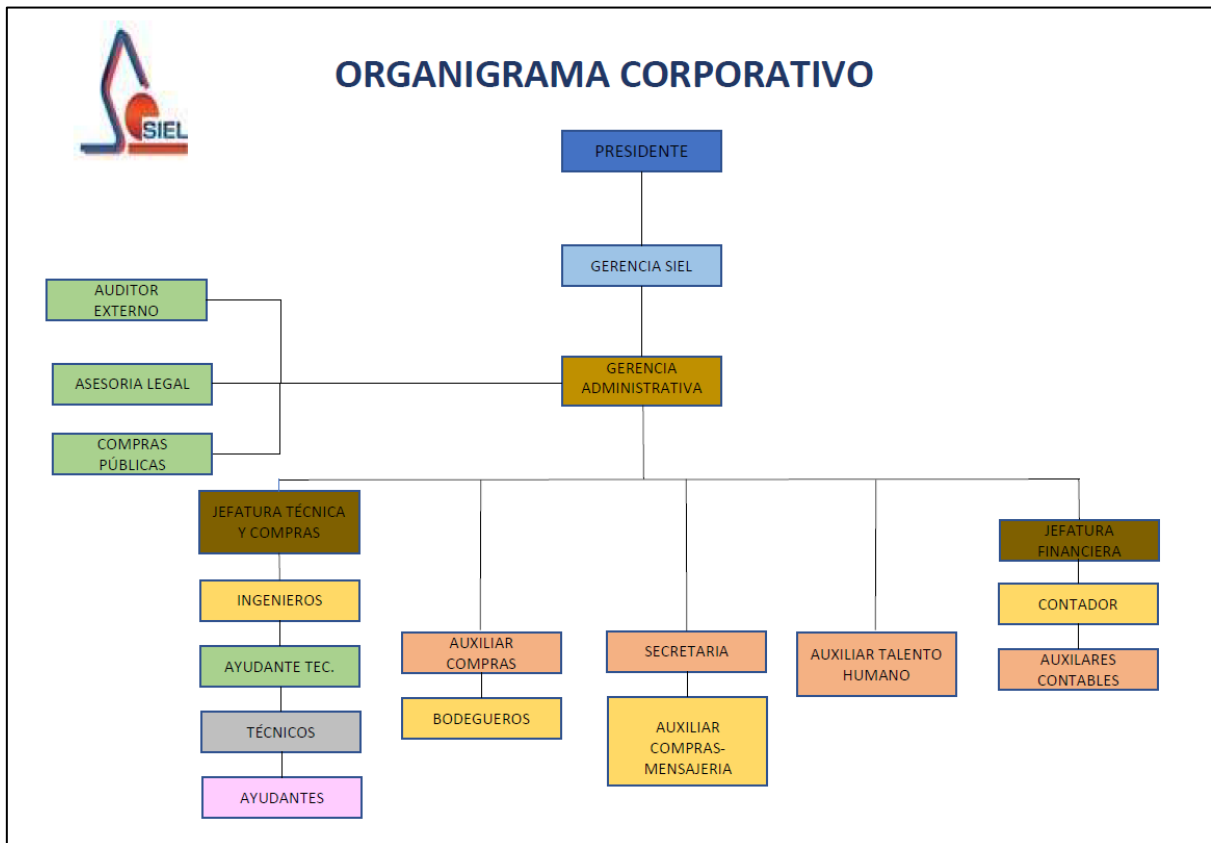 SIEL
ORGANIGRAMA CORPORATIVO
PRESIDENTE
GERENCIA SIEL
AUDITOR
EXTERNO
ASESORIA LEGAL
COMPRAS
PÚBLICAS
GERENCIA
ADMINISTRATIVA
JEFATURA TÉCNICA
Y COMPRAS
INGENIEROS
AYUDANTE TEC.
TÉCNICOS
AYUDANTES
AUXILIAR
COMPRAS
BODEGUEROS
SECRETARIA
AUXILIAR
COMPRAS-
MENSAJERIA
AUXILIAR TALENTO
HUMANO
JEFATURA
FINANCIERA
CONTADOR
AUXILARES
CONTABLES